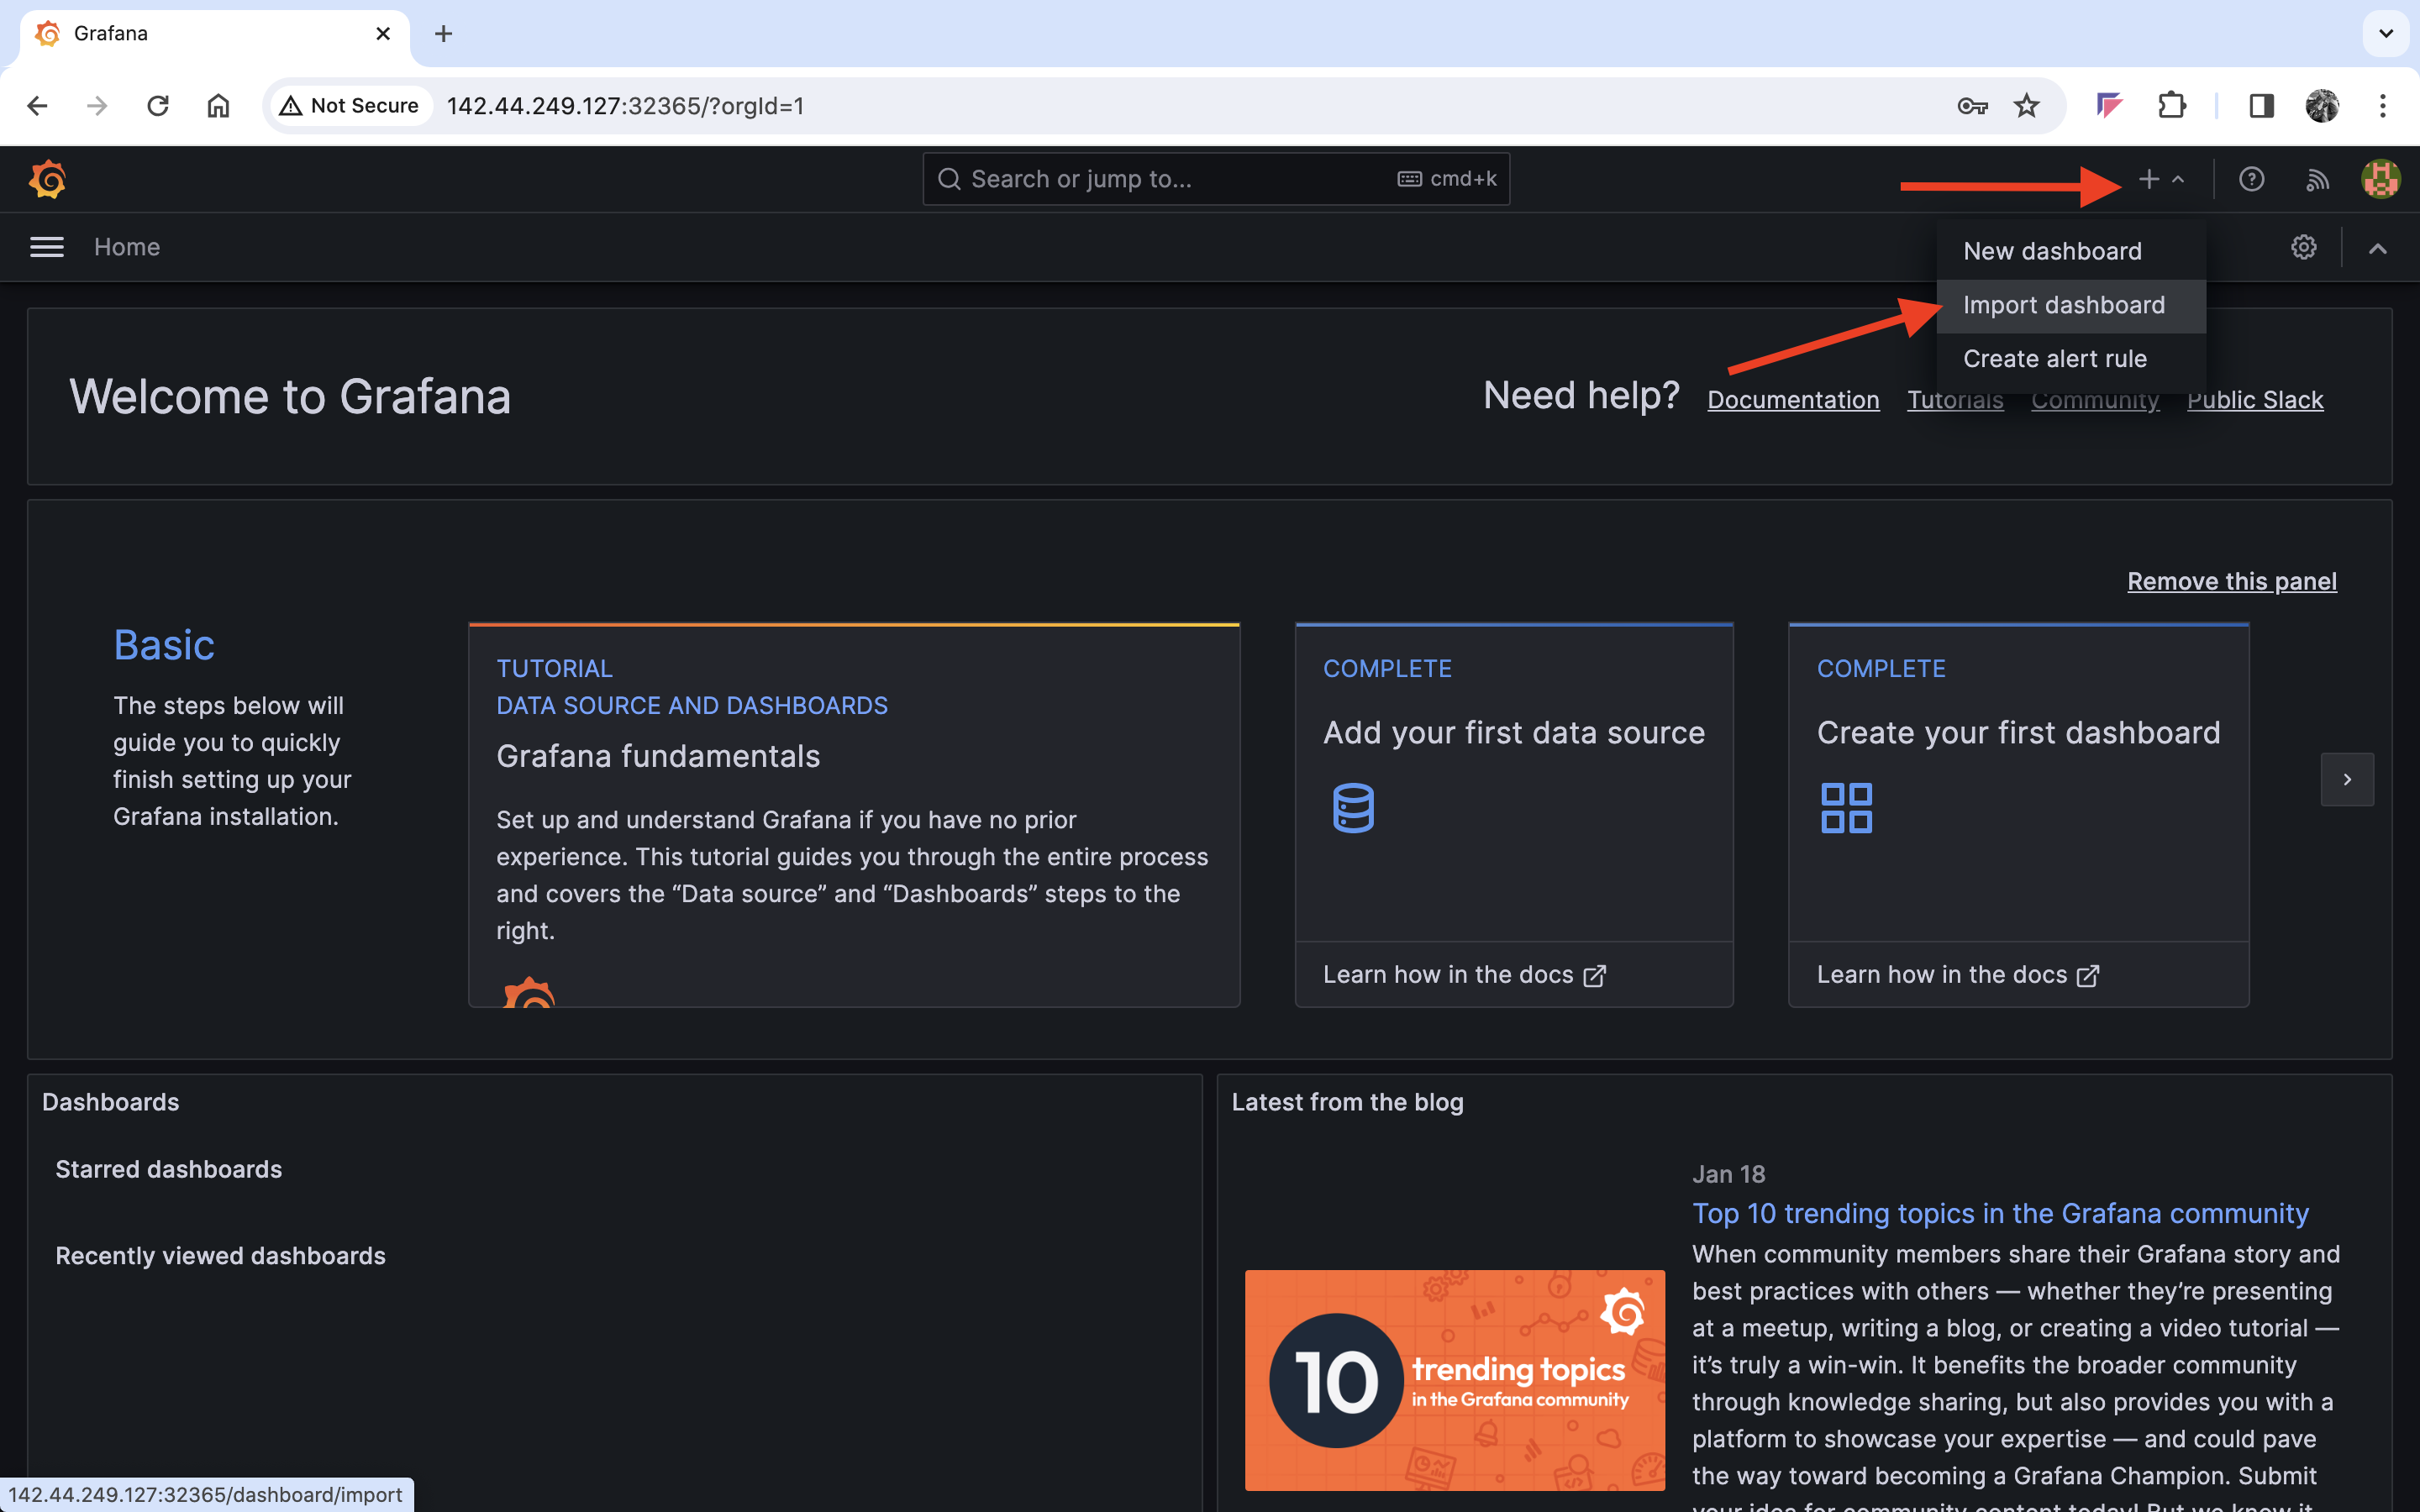 Grafana
Not Secure
142.44.249.127:32365/?orgId=1
Search or jump to...
cmd+k
Home
New dashboard
Import dashboard
Create alert rule
Welcome to Grafana
Need help?
Documentation
Tutorials
Community
Public Slack
Remove this panel
Basic
The steps below will
guide you to quickly
finish setting up your
Grafana installation.
TUTORIAL
DATA SOURCE AND DASHBOARDS
Grafana fundamentals
Set up and understand Grafana if you have no prior
experience. This tutorial guides you through the entire process
and covers the “Data source” and “Dashboards” steps to the
right.
COMPLETE
Add your first data source
Learn how in the docs
COMPLETE
Create your first dashboard
Learn how in the docs
Dashboards
Starred dashboards
Recently viewed dashboards
Latest from the blog
10
trending topics
in the Grafana community
Jan 18
Top 10 trending topics in the Grafana community
When community members share their Grafana story and
best practices with others — whether they’re presenting
at a meetup, writing a blog, or creating a video tutorial —
it’s truly a win-win. It benefits the broader community
through knowledge sharing, but also provides you with a
platform to showcase your expertise — and could pave
the way toward becoming a Grafana Champion. Submit
your idea for community content today! But we know it
142.44.249.127:32365/dashboard/import